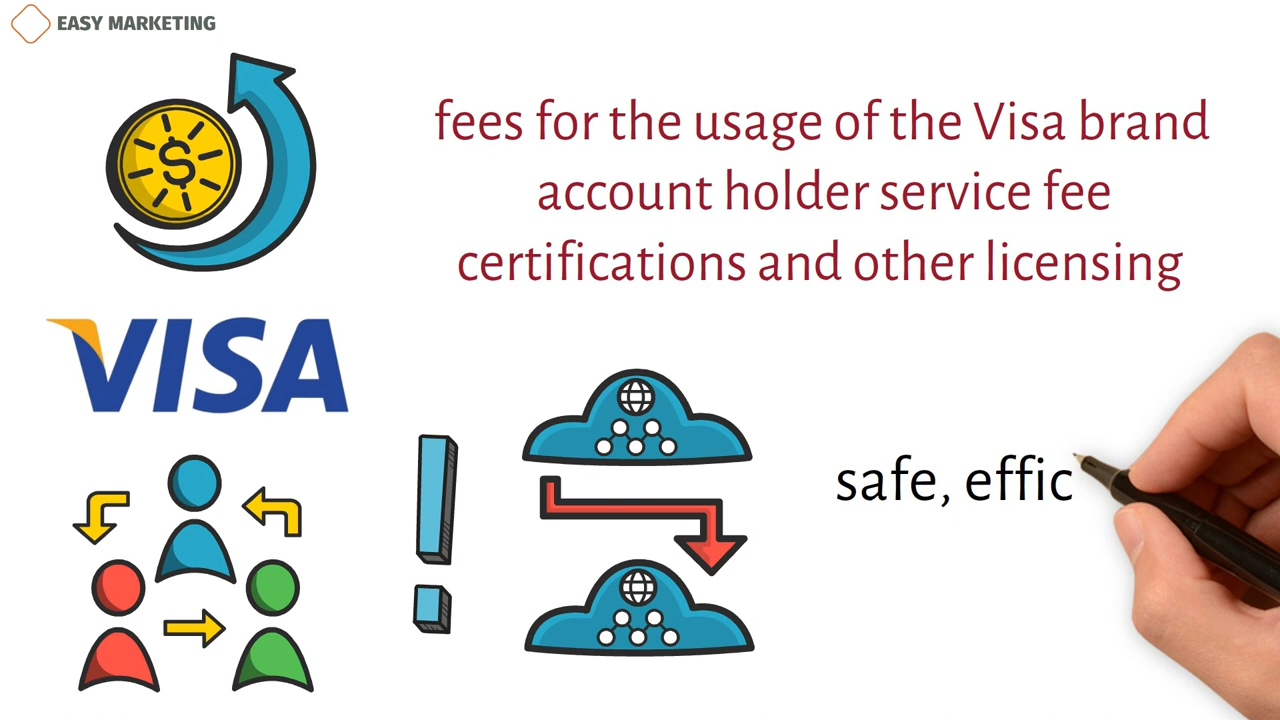 EASY MARKETING
fees for the usage of the Visa brand
account holder service fee
certifications and other licensing
VISA
safe, effic